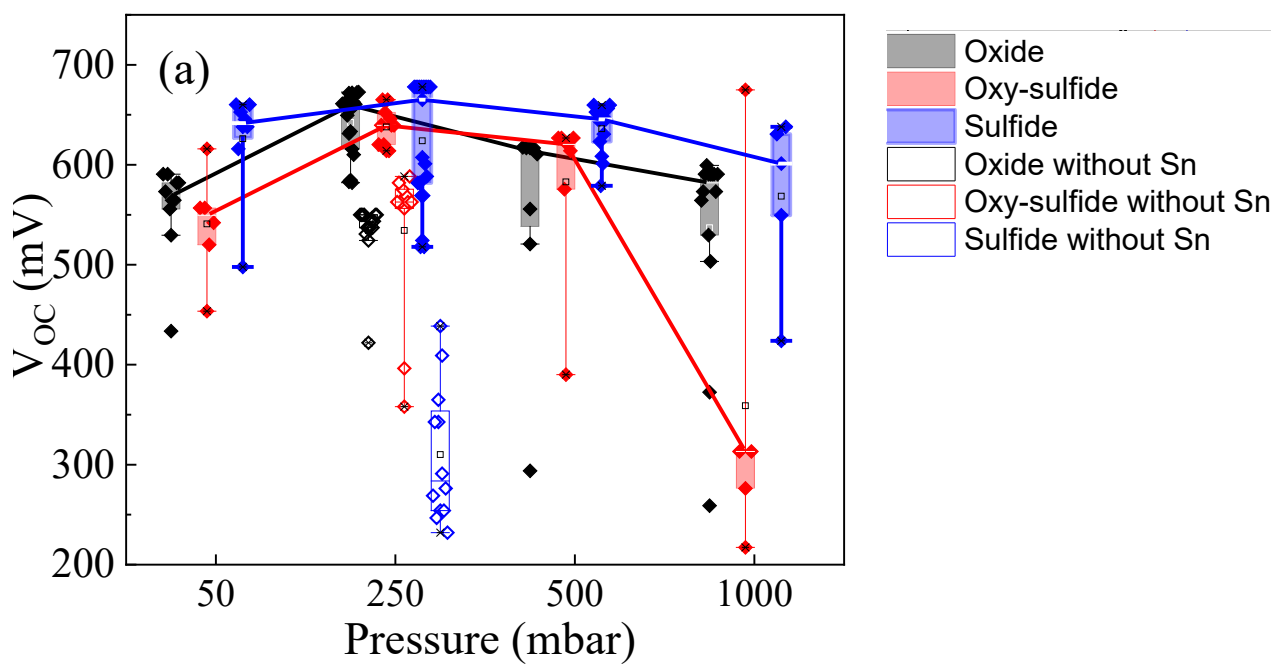 (a)
700
600
500
400
300
200
V_OC (mV)
50 250 500 1000
Pressure (mbar)
Oxide
Oxy-sulfide
Sulfide
Oxide without Sn
Oxy-sulfide without Sn
Sulfide without Sn